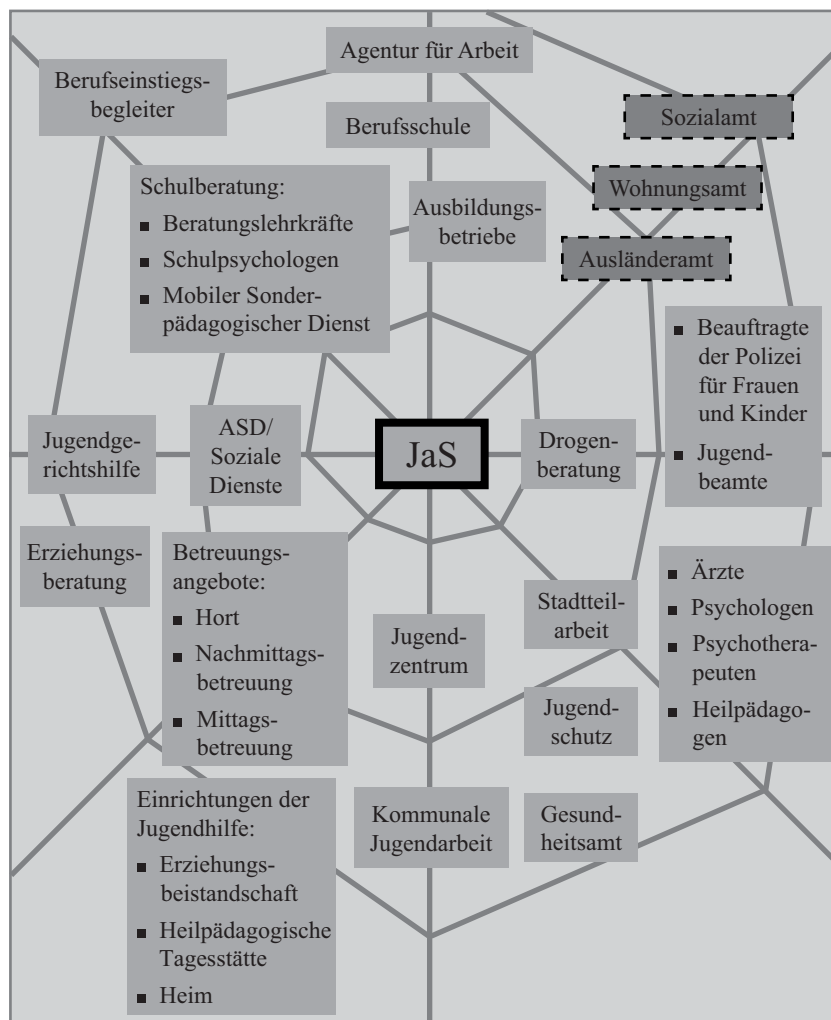 Agentur für Arbeit
Berufseinstiegs-
begleiter
Sozialamt
Berufsschule
Wohnungsamt
Schulberatung:
▪ Beratungslehrkräfte
▪ Schulpsychologen
▪ Mobiler Sonder-
pädagogischer Dienst
Ausbildungs-
betriebe
Ausländeramt
▪ Beauftragte
der Polizei
für Frauen
und Kinder
▪ Jugend-
beamte
Jugendge-
richtshilfe
ASD/
Soziale
Dienste
JaS
Drogen-
beratung
Erziehungs-
beratung
Betreuungs-
angebote:
▪ Hort
▪ Nachmittags-
betreuung
▪ Mittags-
betreuung
Jugend-
zentrum
Stadtteil-
arbeit
▪ Ärzte
▪ Psychologen
▪ Psychothera-
peuten
▪ Heilpädago-
gen
Jugend-
schutz
Einrichtungen der
Jugendhilfe:
▪ Erziehungs-
beistandschaft
▪ Heilpädagogische
Tagesstätte
▪ Heim
Kommunale
Jugendarbeit
Gesund-
heitsamt